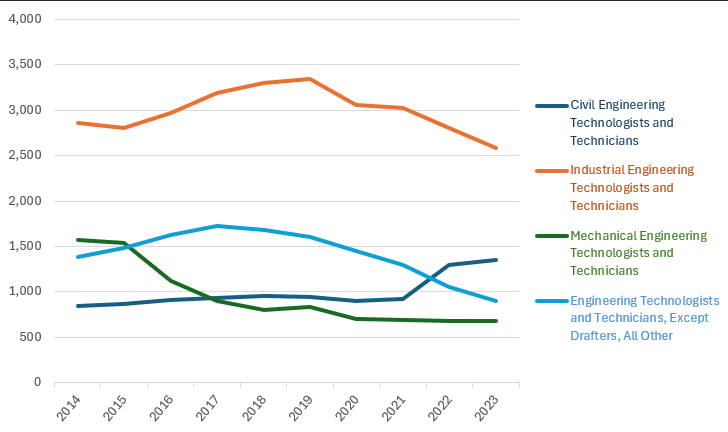 4,000
3,500
3,000
2,500
2,000
1,500
1,000
500
0
2014 2015 2016 2017 2018 2019 2020 2021 2022 2023
Civil Engineering
Technologists and
Technicians
Industrial Engineering
Technologists and
Technicians
Mechanical Engineering
Technologists and
Technicians
Engineering Technologists
and Technicians, Except
Drafters, All Other